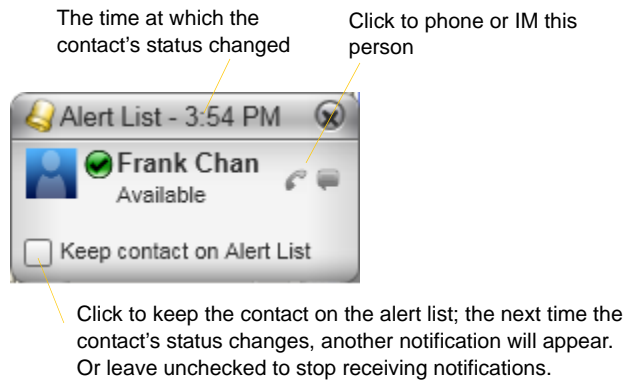 The time at which the
contact's status changed
Click to phone or IM this
person
Alert List - 3:54 PM
Frank Chan
Available
Keep contact on Alert List
Click to keep the contact on the alert list; the next time the
contact's status changes, another notification will appear.
Or leave unchecked to stop receiving notifications.